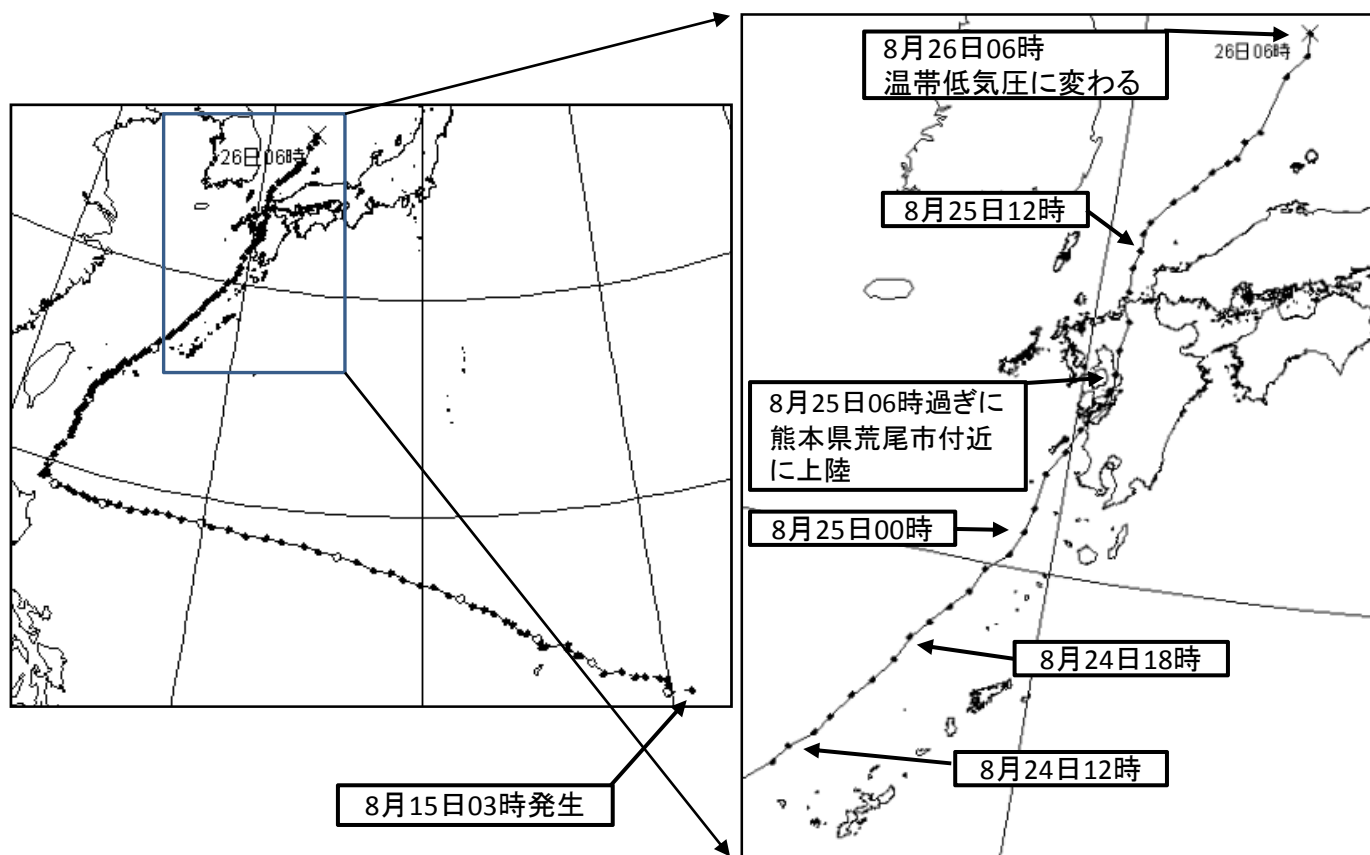 26日06時
8月15日03時発生
8月26日06時
温帯低気圧に変わる
26日06時
8月25日12時
8月25日06時過ぎに
熊本県荒尾市付近
に上陸
8月25日00時
8月24日18時
8月24日12時